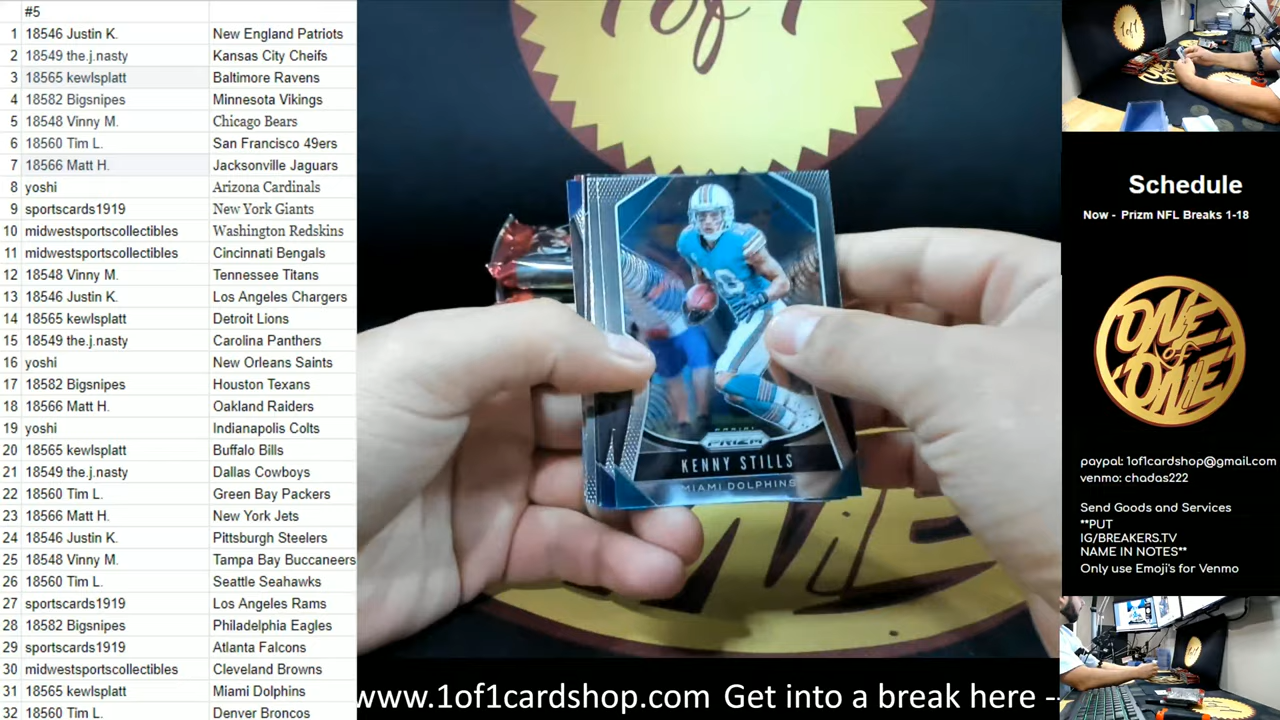 #5
1 18546 Justin K. New England Patriots
2 18549 the.j.nasty Kansas City Cheifs
3 18565 kewlsplatt Baltimore Ravens
4 18582 Bigsnipes Minnesota Vikings
5 18548 Vinny M. Chicago Bears
6 18560 Tim L. San Francisco 49ers
7 18566 Matt H. Jacksonville Jaguars
8 yoshi Arizona Cardinals
9 sportscards1919 New York Giants
10 midwestsportscollectibles Washington Redskins
11 midwestsportscollectibles Cincinnati Bengals
12 18548 Vinny M. Tennessee Titans
13 18546 Justin K. Los Angeles Chargers
14 18565 kewlsplatt Detroit Lions
15 18549 the.j.nasty Carolina Panthers
16 yoshi New Orleans Saints
17 18582 Bigsnipes Houston Texans
18 18566 Matt H. Oakland Raiders
19 yoshi Indianapolis Colts
20 18565 kewlsplatt Buffalo Bills
21 18549 the.j.nasty Dallas Cowboys
22 18560 Tim L. Green Bay Packers
23 18566 Matt H. New York Jets
24 18546 Justin K. Pittsburgh Steelers
25 18548 Vinny M. Tampa Bay Buccaneers
26 18560 Tim L. Seattle Seahawks
27 sportscards1919 Los Angeles Rams
28 18582 Bigsnipes Philadelphia Eagles
29 sportscards1919 Atlanta Falcons
30 midwestsportscollectibles Cleveland Browns
31 18565 kewlsplatt Miami Dolphins
32 18560 Tim L. Denver Broncos
1 of 1
PANINI
PRIZM
KENNY STILLS
MIAMI DOLPHINS
www.1of1cardshop.com Get into a break here --
1 of 1
Schedule
Now - Prizm NFL Breaks 1-18
ONE
of
ONE
paypal: 1of1cardshop@gmail.com
venmo: chadas222
Send Goods and Services
**PUT
IG/BREAKERS.TV
NAME IN NOTES**
Only use Emoji's for Venmo